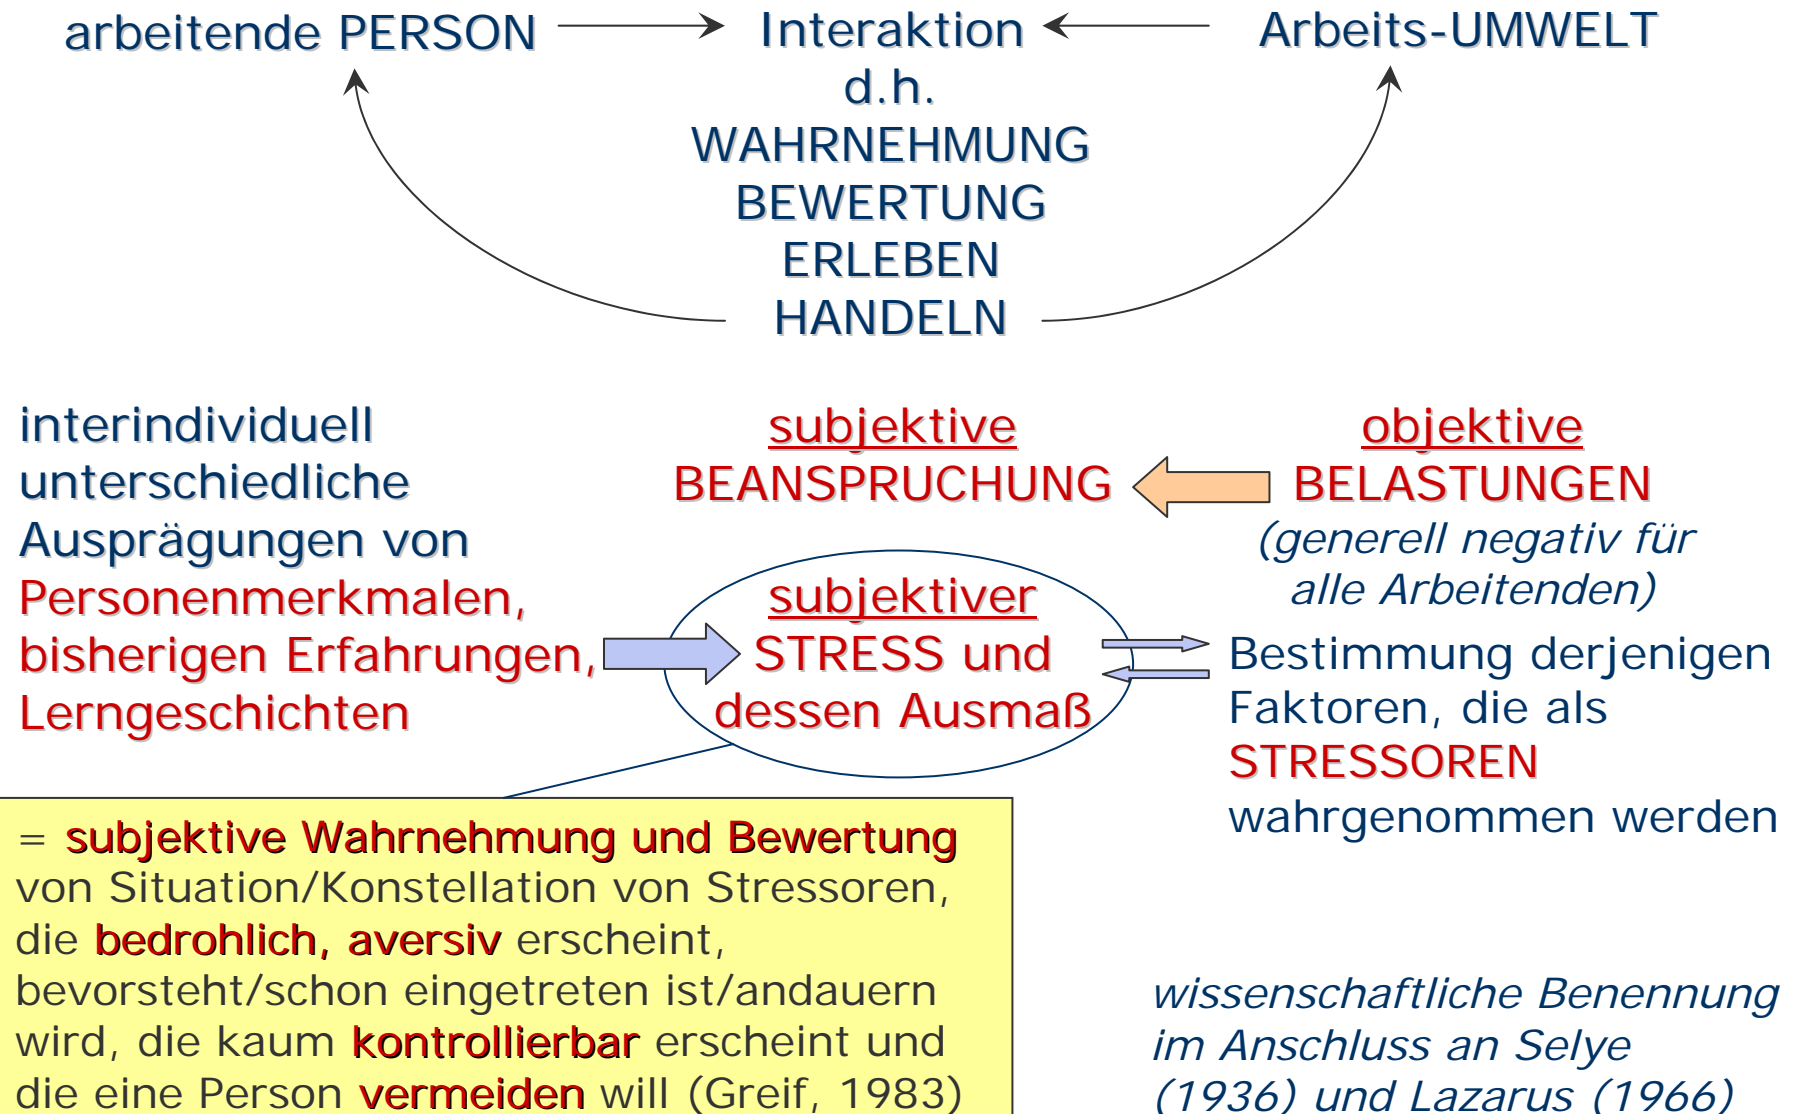 arbeitende PERSON
Interaktion
d.h.
WAHRNEHMUNG
BEWERTUNG
ERLEBEN
HANDELN
Arbeits-UMWELT
interindividuell
unterschiedliche
Ausprägungen von
Personenmerkmalen,
bisherigen Erfahrungen,
Lerngeschichten
subjektive
BEANSPRUCHUNG
subjektiver
STRESS und
dessen Ausmaß
objektive
BELASTUNGEN
(generell negativ für
alle Arbeitenden)
Bestimmung derjenigen
Faktoren, die als
STRESSOREN
wahrgenommen werden
= subjektive Wahrnehmung und Bewertung
von Situation/Konstellation von Stressoren,
die bedrohlich, aversiv erscheint,
bevorsteht/schon eingetreten ist/andauern
wird, die kaum kontrollierbar erscheint und
die eine Person vermeiden will (Greif, 1983)
wissenschaftliche Benennung
im Anschluss an Selye
(1936) und Lazarus (1966)